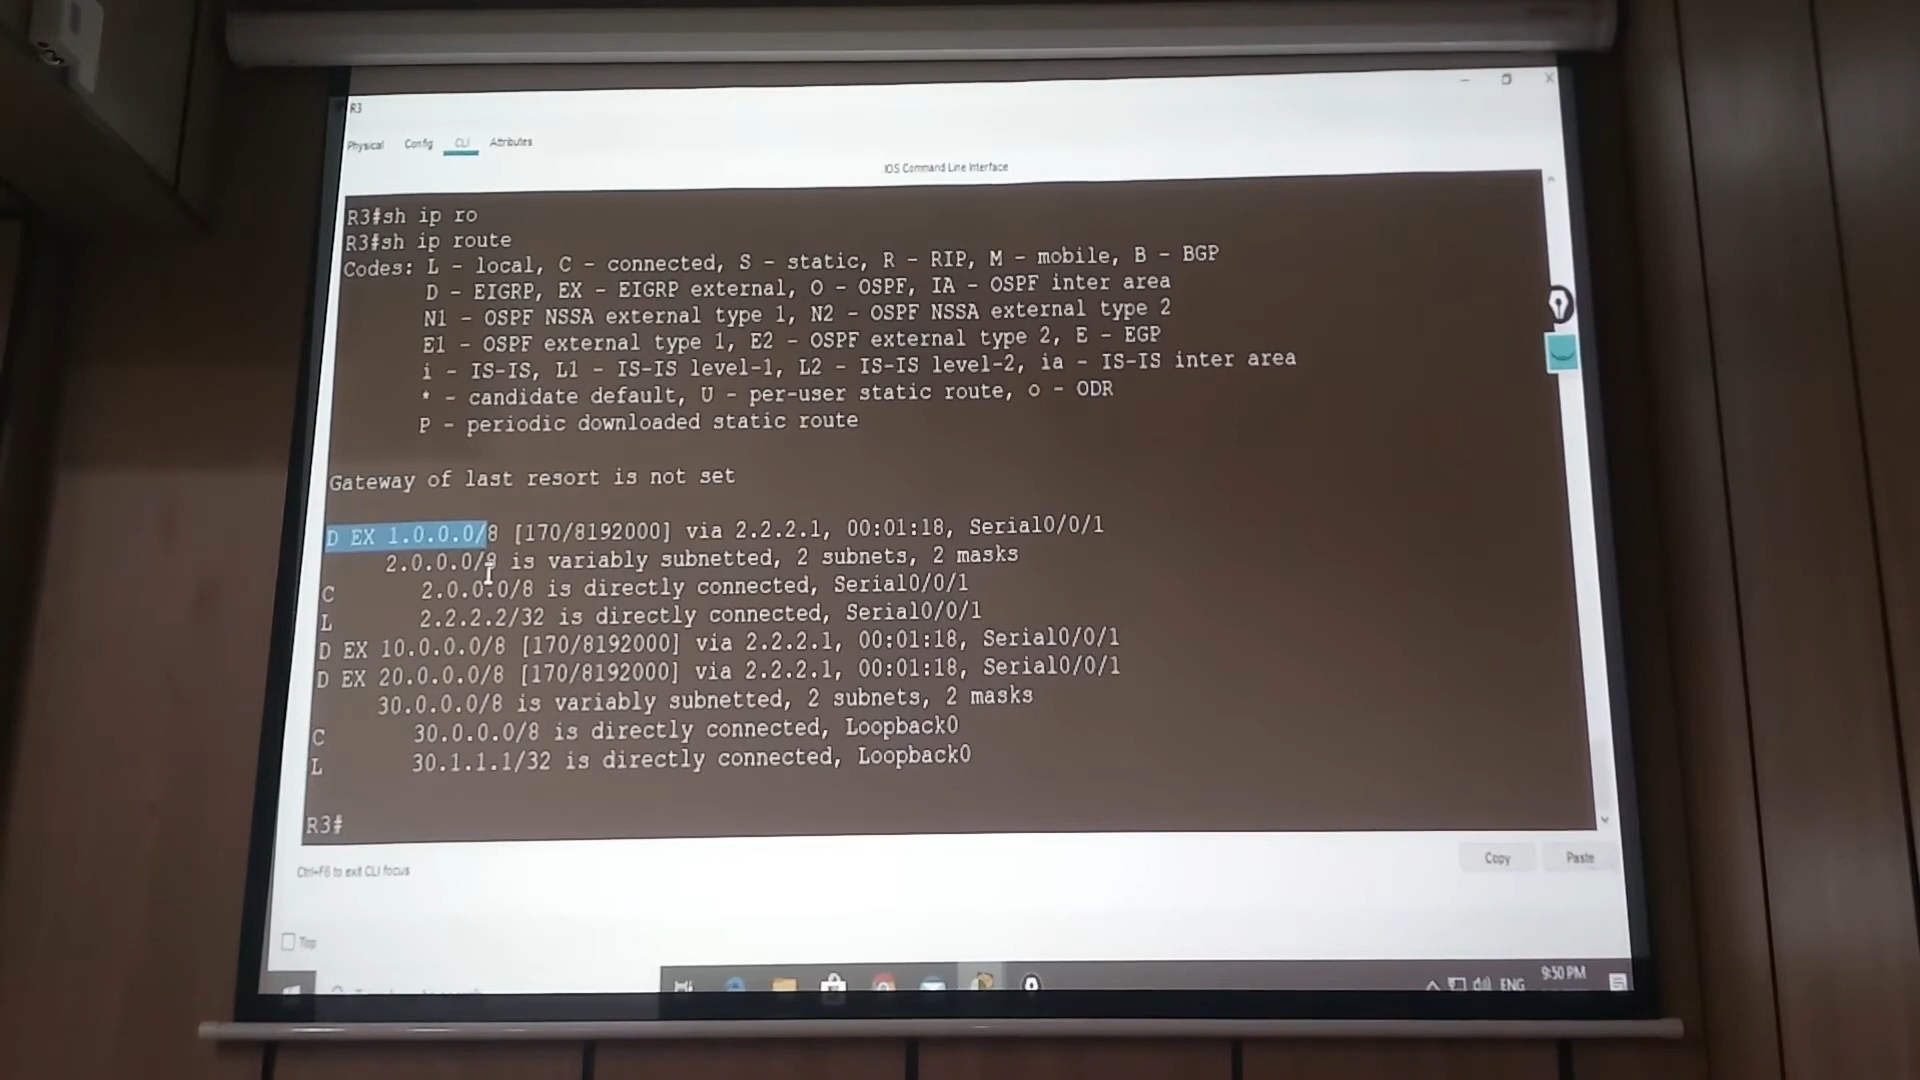 R3
Physical Config CLI Attributes
IOS Command Line Interface
R3#sh ip ro
R3#sh ip route
Codes: L - local, C - connected, S - static, R - RIP, M - mobile, B - BGP
D - EIGRP, EX - EIGRP external, O - OSPF, IA - OSPF inter area
N1 - OSPF NSSA external type 1, N2 - OSPF NSSA external type 2
E1 - OSPF external type 1, E2 - OSPF external type 2, E - EGP
i - IS-IS, L1 - IS-IS level-1, L2 - IS-IS level-2, ia - IS-IS inter area
* - candidate default, U - per-user static route, o - ODR
P - periodic downloaded static route
Gateway of last resort is not set
D EX 1.0.0.0/8 [170/8192000] via 2.2.2.1, 00:01:18, Serial0/0/1
2.0.0.0/8 is variably subnetted, 2 subnets, 2 masks
C 2.0.0.0/8 is directly connected, Serial0/0/1
L 2.2.2.2/32 is directly connected, Serial0/0/1
D EX 10.0.0.0/8 [170/8192000] via 2.2.2.1, 00:01:18, Serial0/0/1
D EX 20.0.0.0/8 [170/8192000] via 2.2.2.1, 00:01:18, Serial0/0/1
30.0.0.0/8 is variably subnetted, 2 subnets, 2 masks
C 30.0.0.0/8 is directly connected, Loopback0
L 30.1.1.1/32 is directly connected, Loopback0
R3#
Ctrl+F6 to exit CLI focus
Copy Paste
Top
ENG
9:50 PM